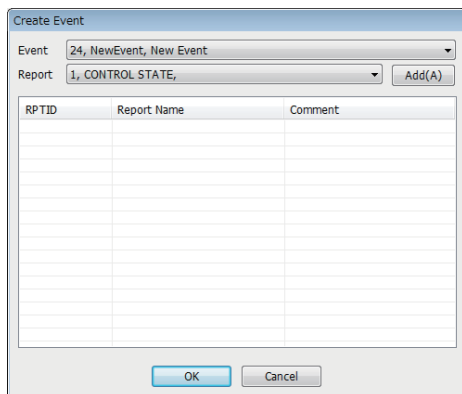 Create Event
Event 24, NewEvent, New Event
Report 1, CONTROL STATE, Add(A)
RPTID Report Name Comment
OK Cancel